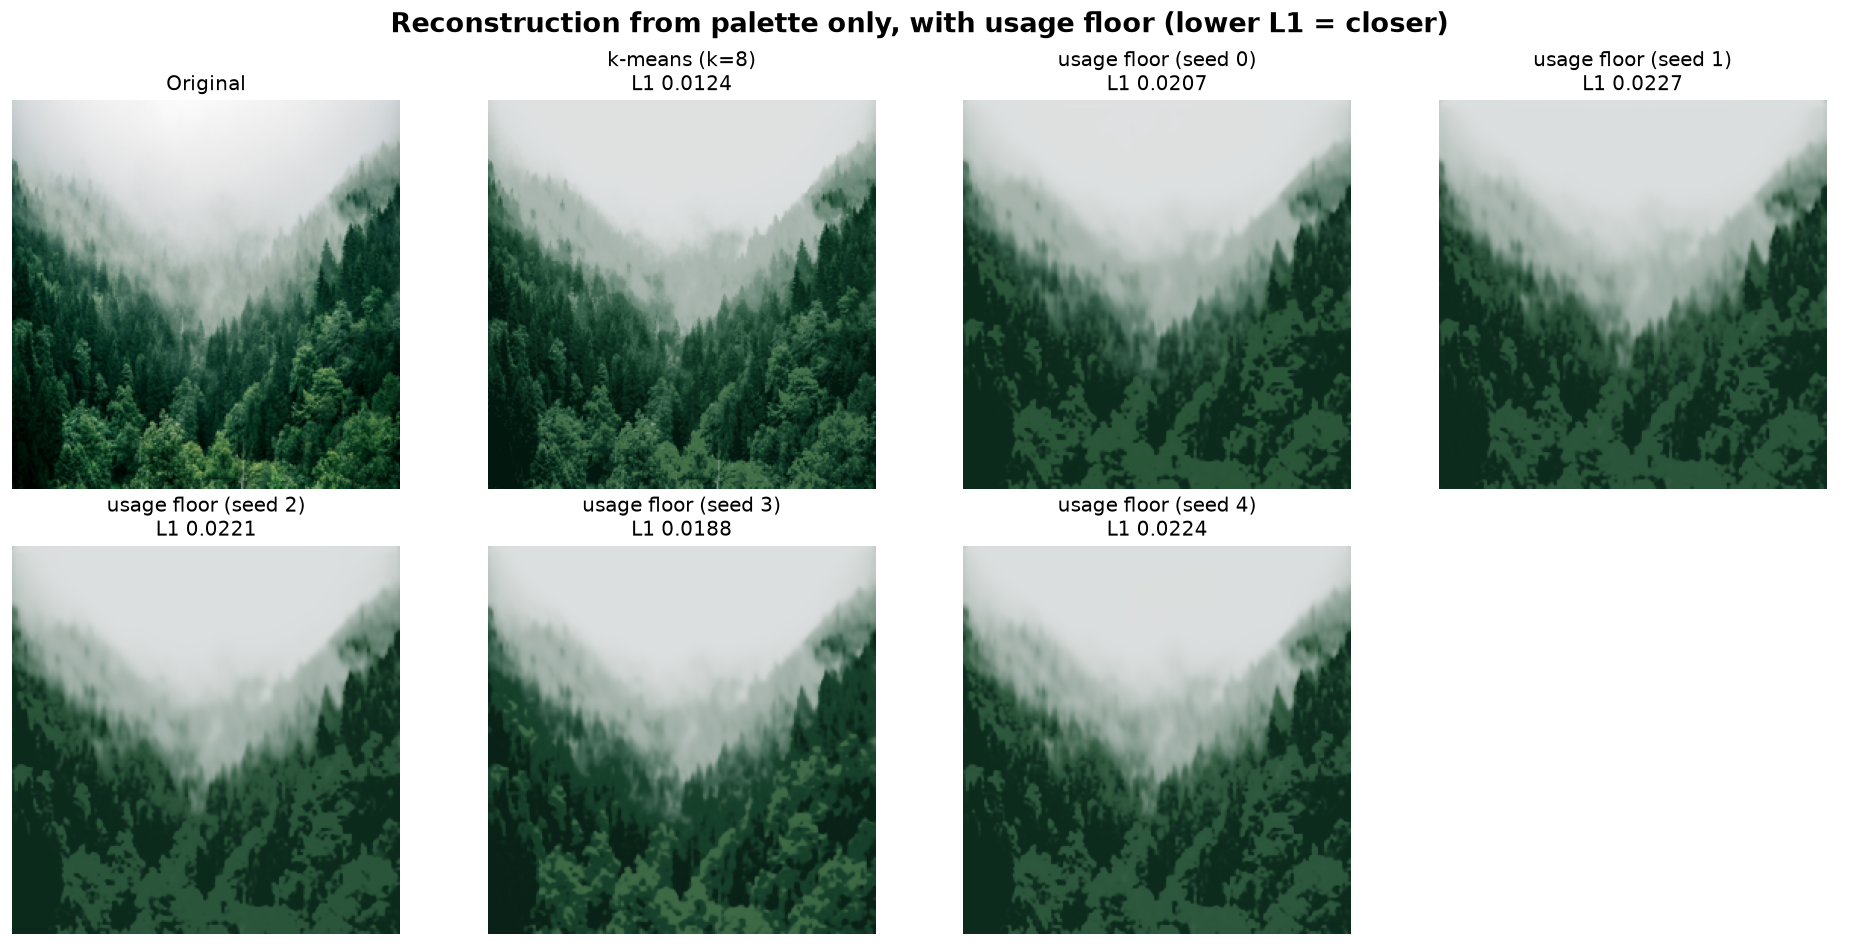 Reconstruction from palette only, with usage floor (lower L1 = closer)
Original
k-means (k=8)
L1 0.0124
usage floor (seed 0)
L1 0.0207
usage floor (seed 1)
L1 0.0227
usage floor (seed 2)
L1 0.0221
usage floor (seed 3)
L1 0.0188
usage floor (seed 4)
L1 0.0224